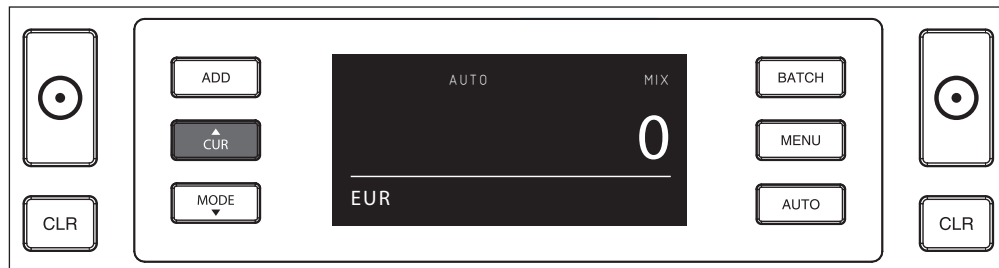 ADD
CUR
MODE
CLR
AUTO MIX
0
EUR
BATCH
MENU
AUTO
CLR